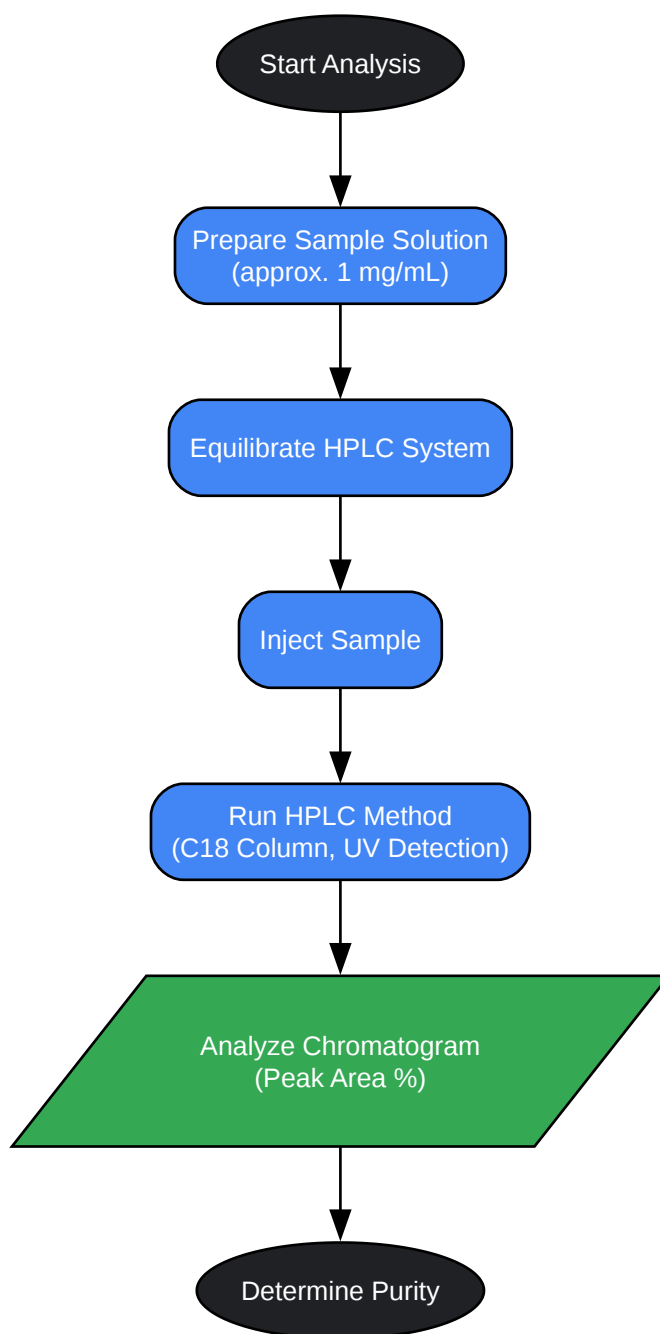 Start Analysis
Prepare Sample Solution
(approx. 1 mg/mL)
Equilibrate HPLC System
Inject Sample
Run HPLC Method
(C18 Column, UV Detection)
Analyze Chromatogram
(Peak Area %)
Determine Purity